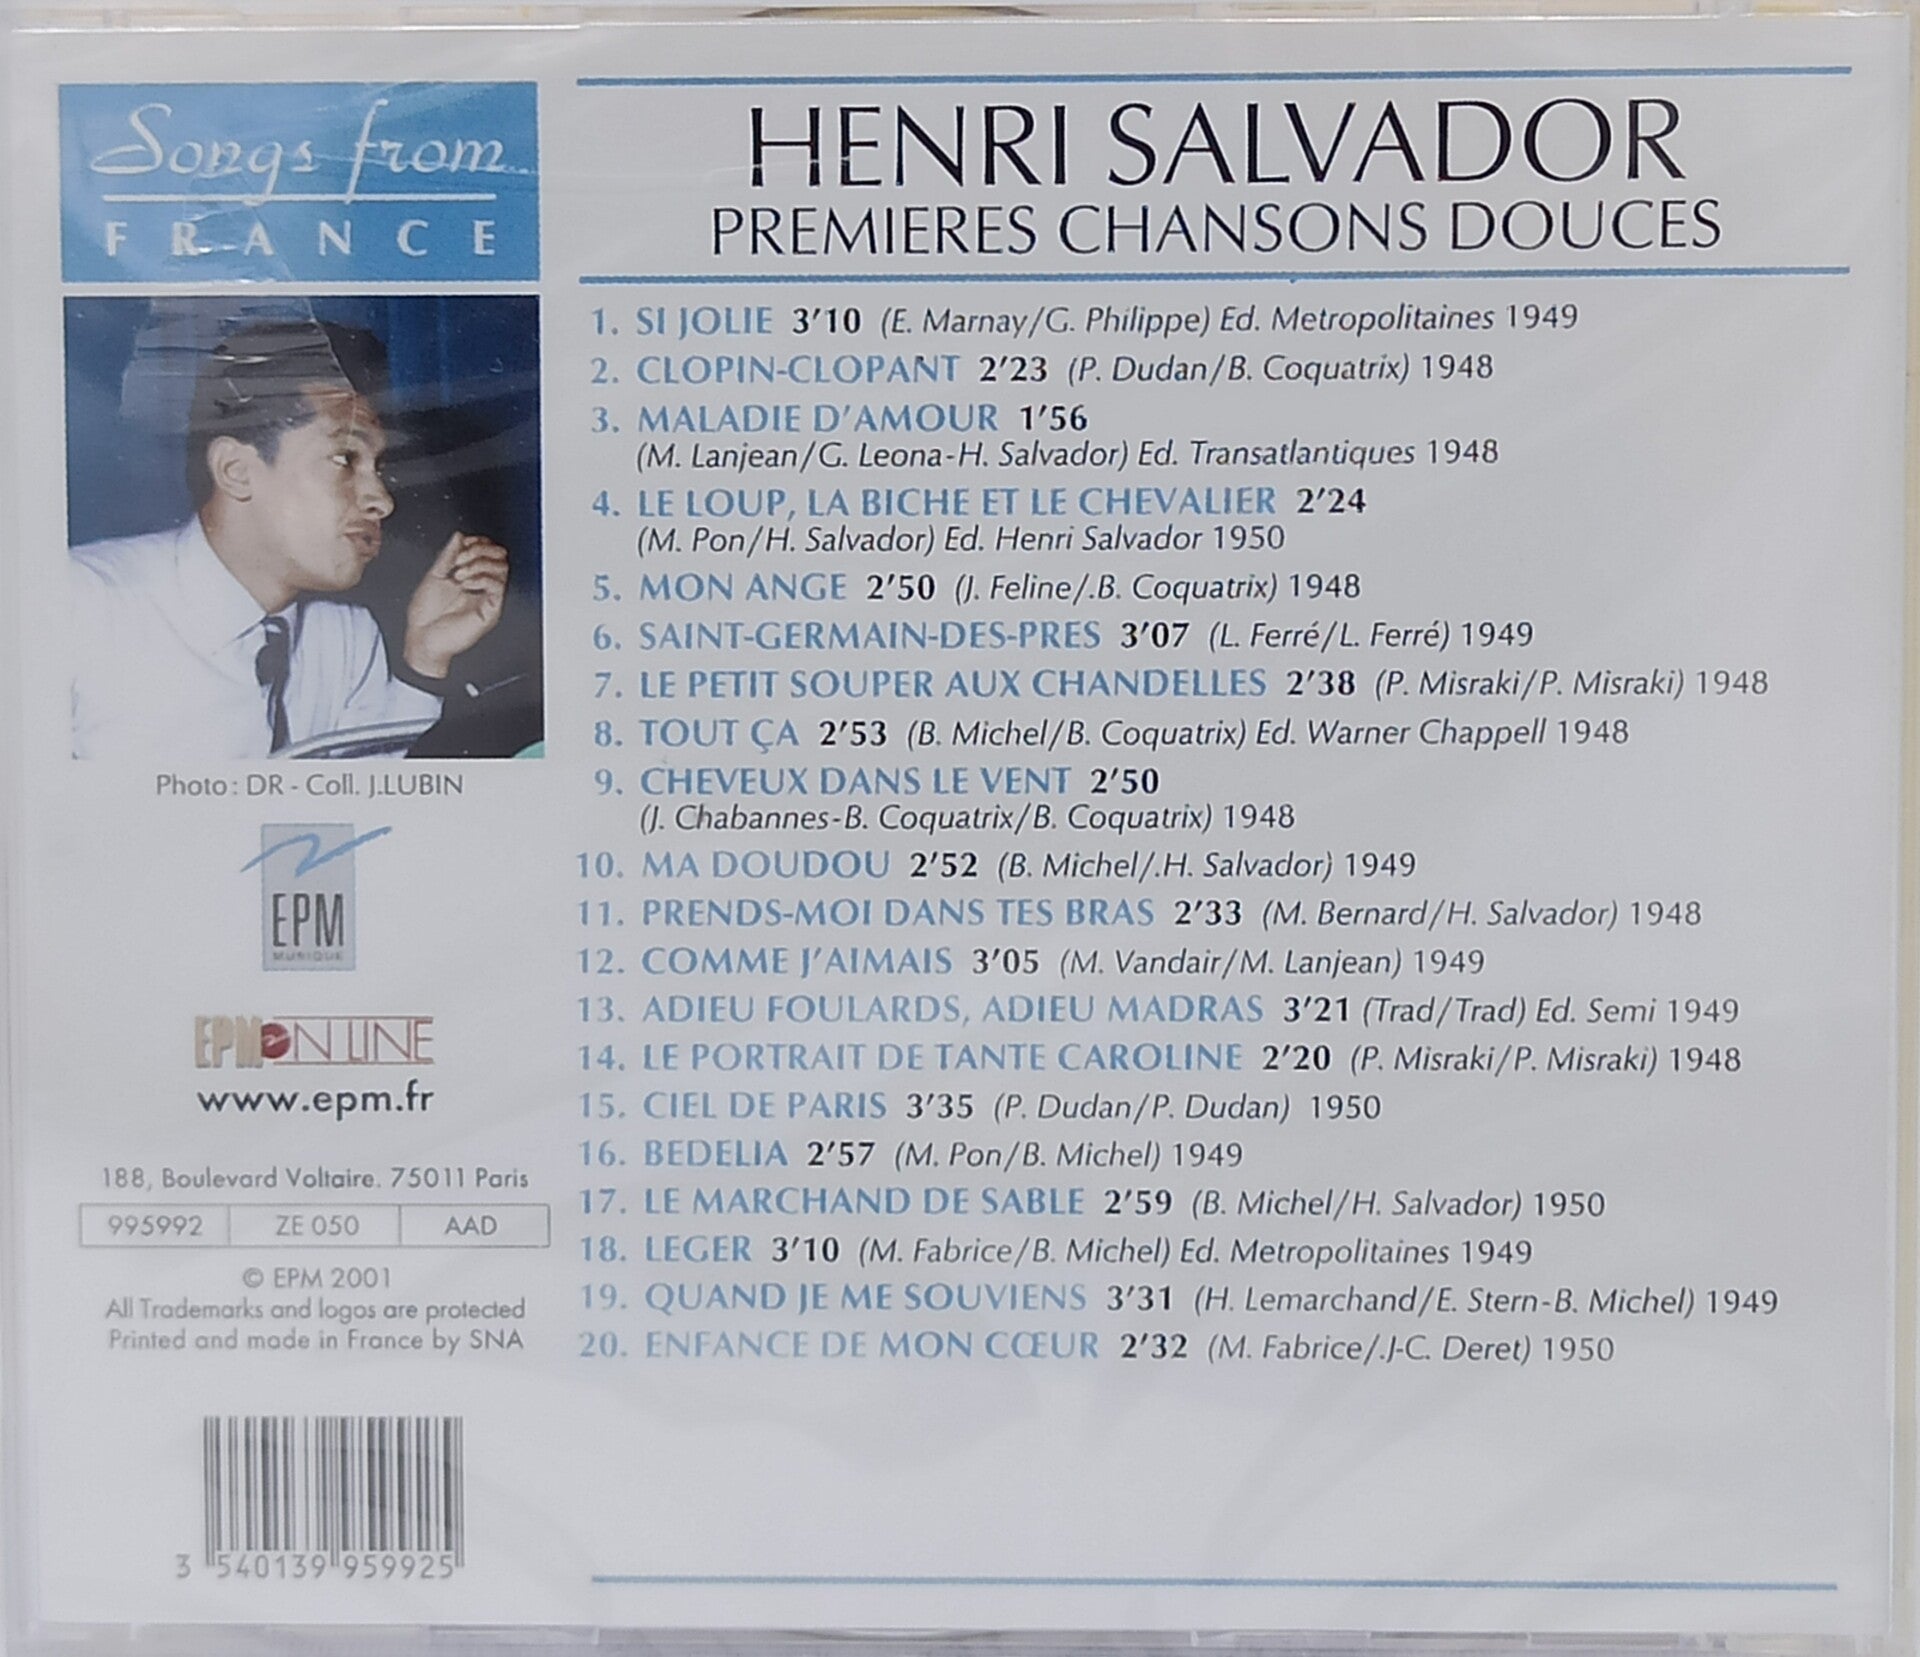 Songs from
FRANCE
Photo : DR - Coll. J.LUBIN
EPM
MUSIQUE
EPM ON LINE
www.epm.fr
188, Boulevard Voltaire. 75011 Paris
995992 ZE 050 AAD
© EPM 2001
All Trademarks and logos are protected
Printed and made in France by SNA
3 540139 959925
HENRI SALVADOR
PREMIERES CHANSONS DOUCES
1. SI JOLIE 3'10 (E. Marnay/G. Philippe) Ed. Metropolitaines 1949
2. CLOPIN-CLOPANT 2'23 (P. Dudan/B. Coquatrix) 1948
3. MALADIE D'AMOUR 1'56
(M. Lanjean/G. Leona-H. Salvador) Ed. Transatlantiques 1948
4. LE LOUP, LA BICHE ET LE CHEVALIER 2'24
(M. Pon/H. Salvador) Ed. Henri Salvador 1950
5. MON ANGE 2'50 (J. Feline/.B. Coquatrix) 1948
6. SAINT-GERMAIN-DES-PRES 3'07 (L. Ferré/L. Ferré) 1949
7. LE PETIT SOUPER AUX CHANDELLES 2'38 (P. Misraki/P. Misraki) 1948
8. TOUT ÇA 2'53 (B. Michel/B. Coquatrix) Ed. Warner Chappell 1948
9. CHEVEUX DANS LE VENT 2'50
(J. Chabannes-B. Coquatrix/B. Coquatrix) 1948
10. MA DOUDOU 2'52 (B. Michel/.H. Salvador) 1949
11. PRENDS-MOI DANS TES BRAS 2'33 (M. Bernard/H. Salvador) 1948
12. COMME J'AIMAIS 3'05 (M. Vandair/M. Lanjean) 1949
13. ADIEU FOULARDS, ADIEU MADRAS 3'21 (Trad/Trad) Ed. Semi 1949
14. LE PORTRAIT DE TANTE CAROLINE 2'20 (P. Misraki/P. Misraki) 1948
15. CIEL DE PARIS 3'35 (P. Dudan/P. Dudan) 1950
16. BEDELIA 2'57 (M. Pon/B. Michel) 1949
17. LE MARCHAND DE SABLE 2'59 (B. Michel/H. Salvador) 1950
18. LEGER 3'10 (M. Fabrice/B. Michel) Ed. Metropolitaines 1949
19. QUAND JE ME SOUVIENS 3'31 (H. Lemarchand/E. Stern-B. Michel) 1949
20. ENFANCE DE MON CŒUR 2'32 (M. Fabrice/.J-C. Deret) 1950